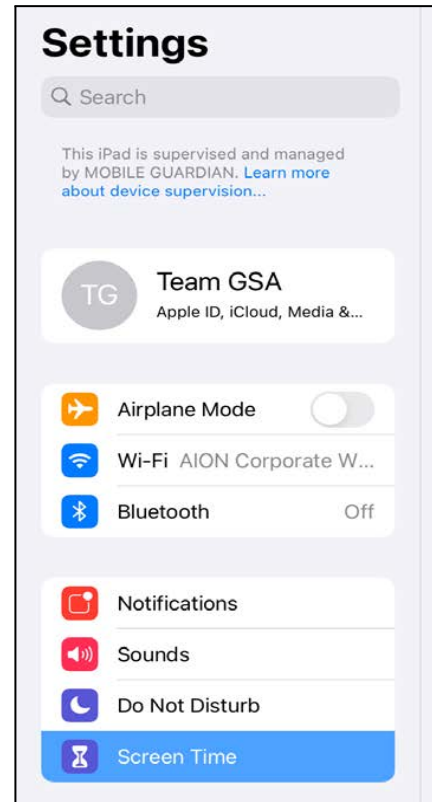 Settings
Search
This iPad is supervised and managed
by MOBILE GUARDIAN. Learn more
about device supervision...
TG
Team GSA
Apple ID, iCloud, Media &...
Airplane Mode
Wi-Fi AION Corporate W...
Bluetooth Off
Notifications
Sounds
Do Not Disturb
Screen Time